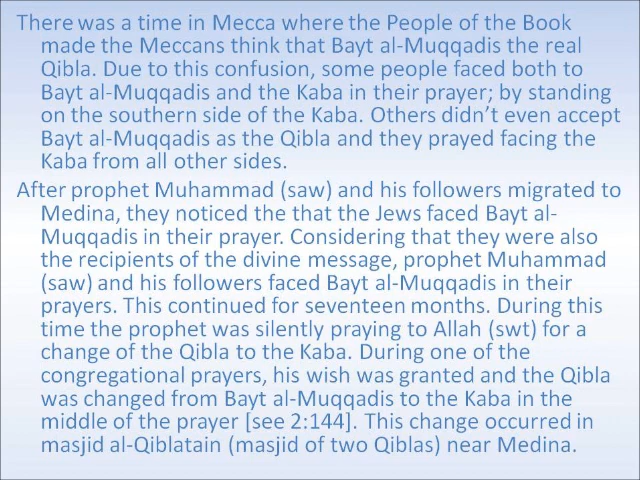 There was a time in Mecca where the People of the Book
made the Meccans think that Bayt al-Muqqadis the real
Qibla. Due to this confusion, some people faced both to
Bayt al-Muqqadis and the Kaba in their prayer; by standing
on the southern side of the Kaba. Others didn’t even accept
Bayt al-Muqqadis as the Qibla and they prayed facing the
Kaba from all other sides.
After prophet Muhammad (saw) and his followers migrated to
Medina, they noticed the that the Jews faced Bayt al-
Muqqadis in their prayer. Considering that they were also
the recipients of the divine message, prophet Muhammad
(saw) and his followers faced Bayt al-Muqqadis in their
prayers. This continued for seventeen months. During this
time the prophet was silently praying to Allah (swt) for a
change of the Qibla to the Kaba. During one of the
congregational prayers, his wish was granted and the Qibla
was changed from Bayt al-Muqqadis to the Kaba in the
middle of the prayer [see 2:144]. This change occurred in
masjid al-Qiblatain (masjid of two Qiblas) near Medina.